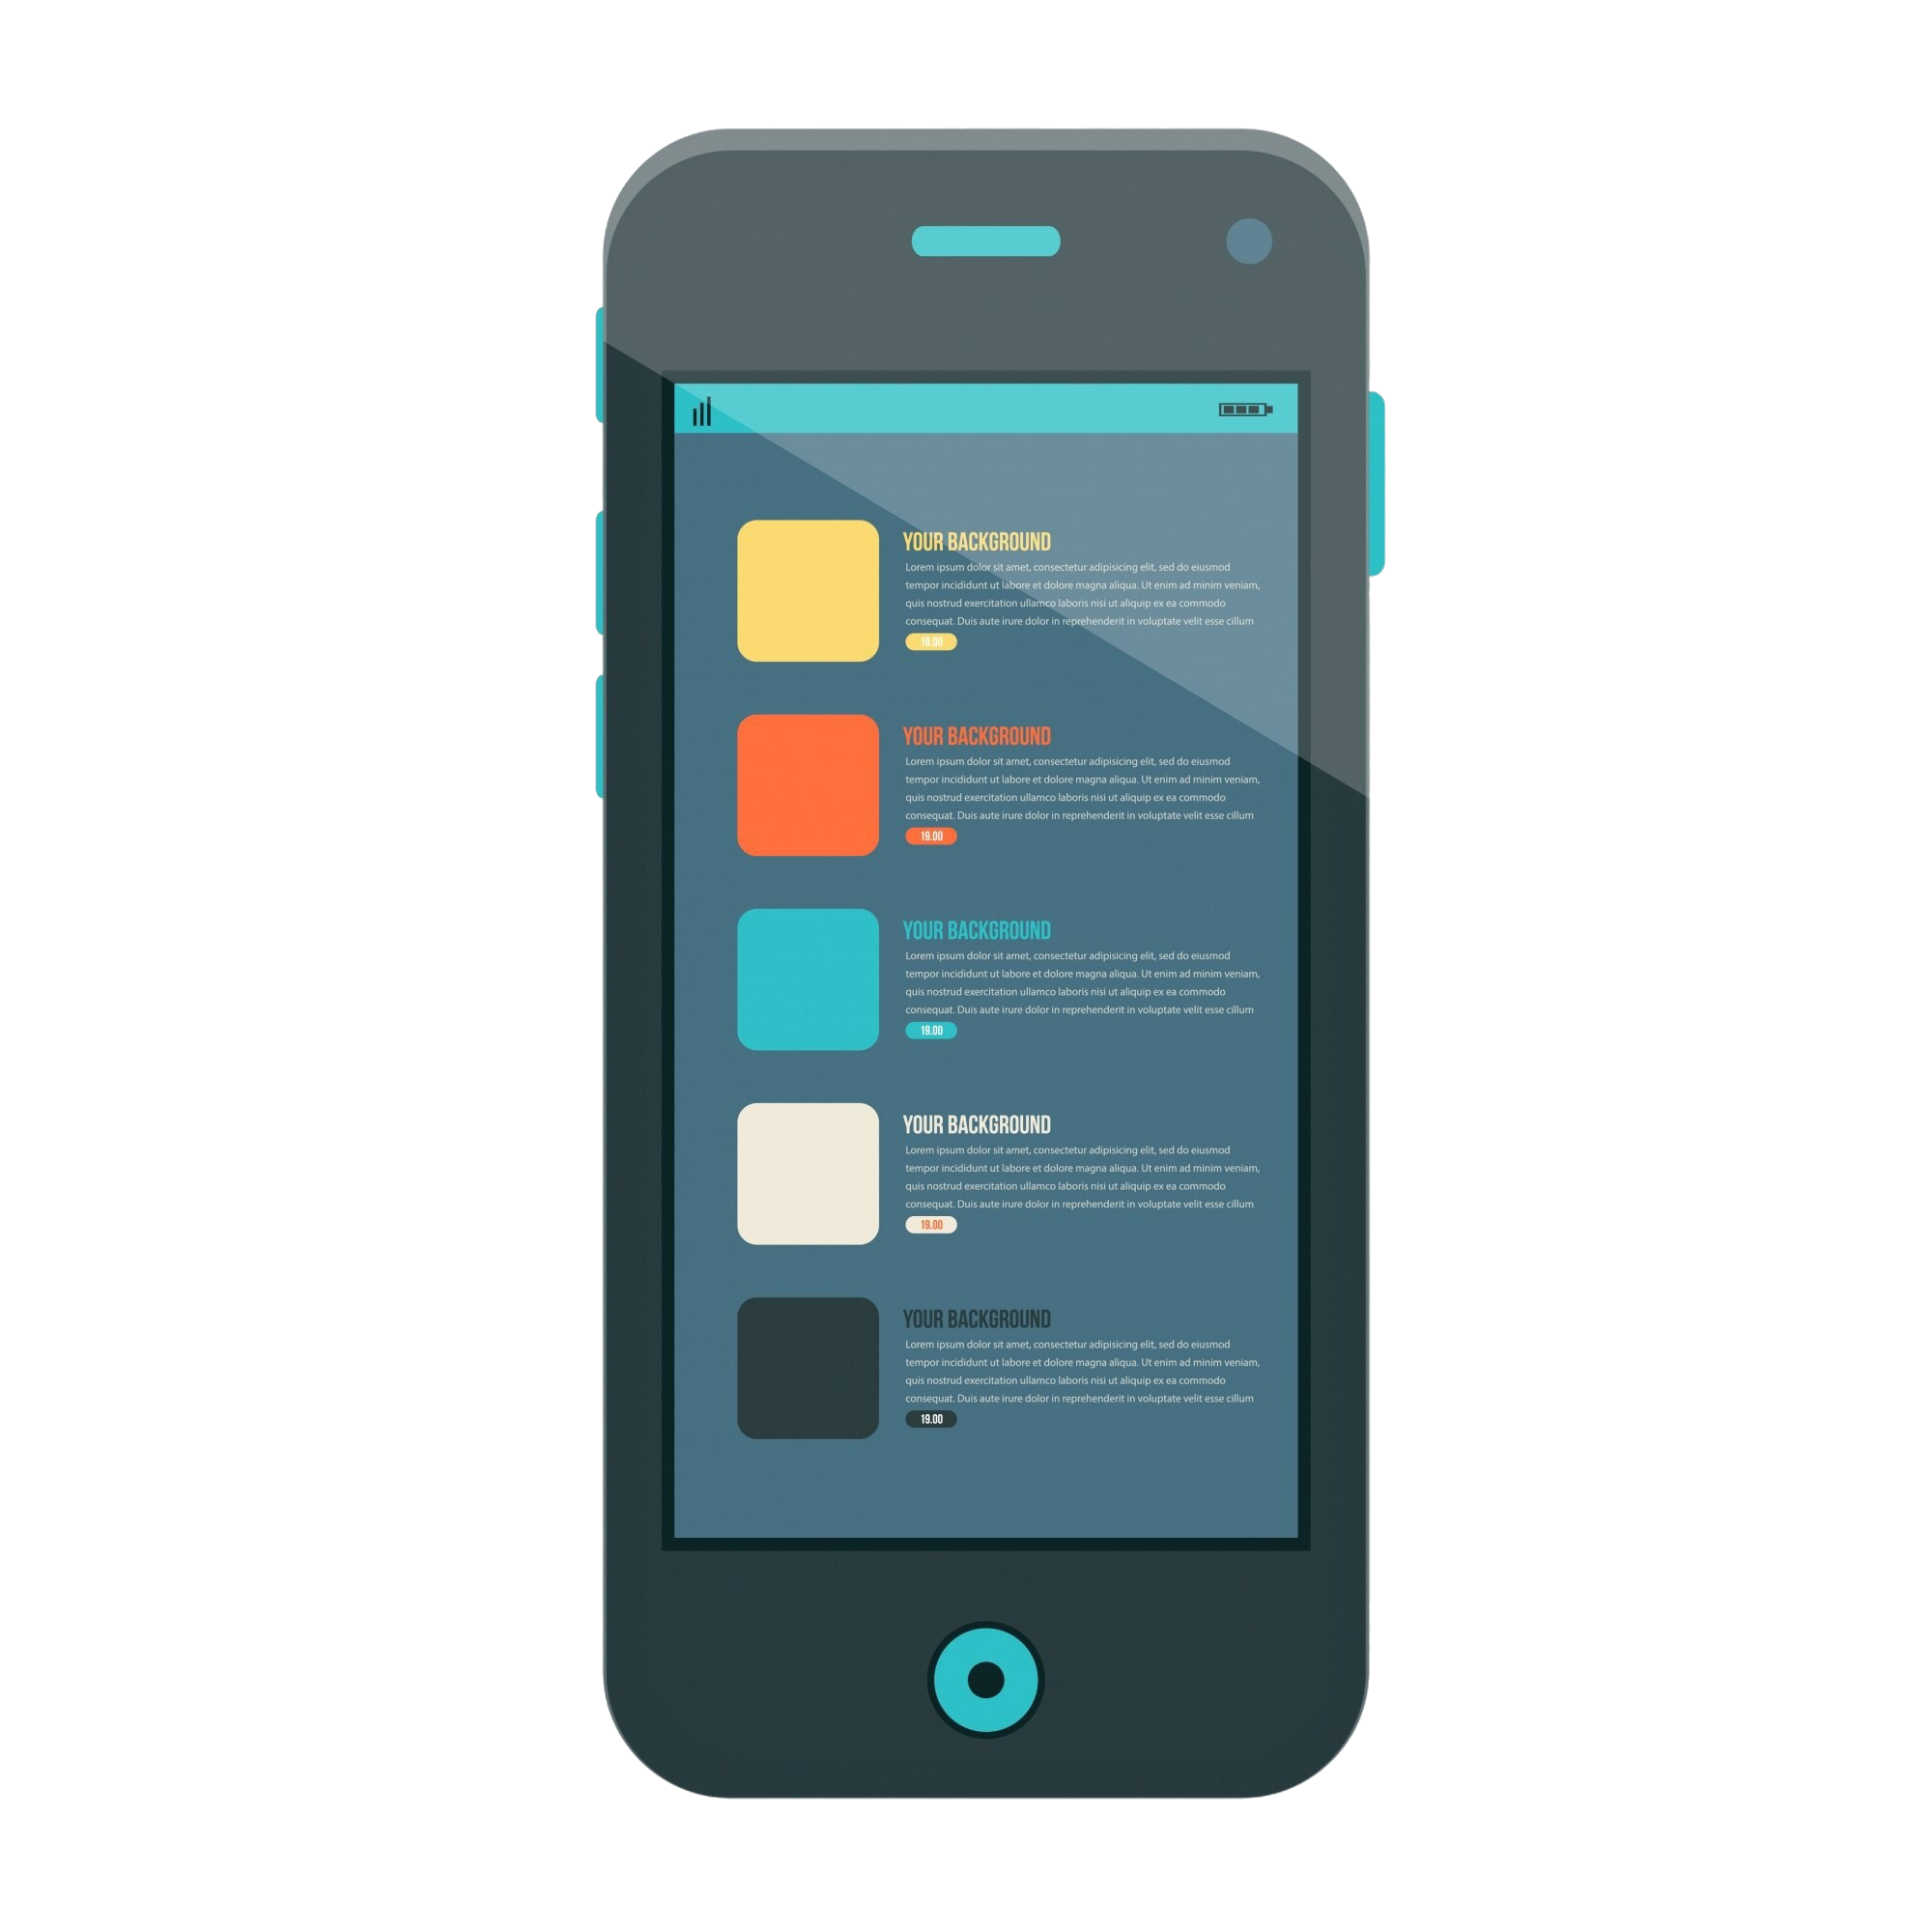 YOUR BACKGROUND
Lorem ipsum dolor sit amet, consectetur adipisicing elit, sed do eiusmod
tempor incididunt ut labore et dolore magna aliqua. Ut enim ad minim veniam,
quis nostrud exercitation ullamco laboris nisi ut aliquip ex ea commodo
consequat. Duis aute irure dolor in reprehenderit in voluptate velit esse cillum
19.00
YOUR BACKGROUND
Lorem ipsum dolor sit amet, consectetur adipisicing elit, sed do eiusmod
tempor incididunt ut labore et dolore magna aliqua. Ut enim ad minim veniam,
quis nostrud exercitation ullamco laboris nisi ut aliquip ex ea commodo
consequat. Duis aute irure dolor in reprehenderit in voluptate velit esse cillum
19.00
YOUR BACKGROUND
Lorem ipsum dolor sit amet, consectetur adipisicing elit, sed do eiusmod
tempor incididunt ut labore et dolore magna aliqua. Ut enim ad minim veniam,
quis nostrud exercitation ullamco laboris nisi ut aliquip ex ea commodo
consequat. Duis aute irure dolor in reprehenderit in voluptate velit esse cillum
19.00
YOUR BACKGROUND
Lorem ipsum dolor sit amet, consectetur adipisicing elit, sed do eiusmod
tempor incididunt ut labore et dolore magna aliqua. Ut enim ad minim veniam,
quis nostrud exercitation ullamco laboris nisi ut aliquip ex ea commodo
consequat. Duis aute irure dolor in reprehenderit in voluptate velit esse cillum
19.00
YOUR BACKGROUND
Lorem ipsum dolor sit amet, consectetur adipisicing elit, sed do eiusmod
tempor incididunt ut labore et dolore magna aliqua. Ut enim ad minim veniam,
quis nostrud exercitation ullamco laboris nisi ut aliquip ex ea commodo
consequat. Duis aute irure dolor in reprehenderit in voluptate velit esse cillum
19.00